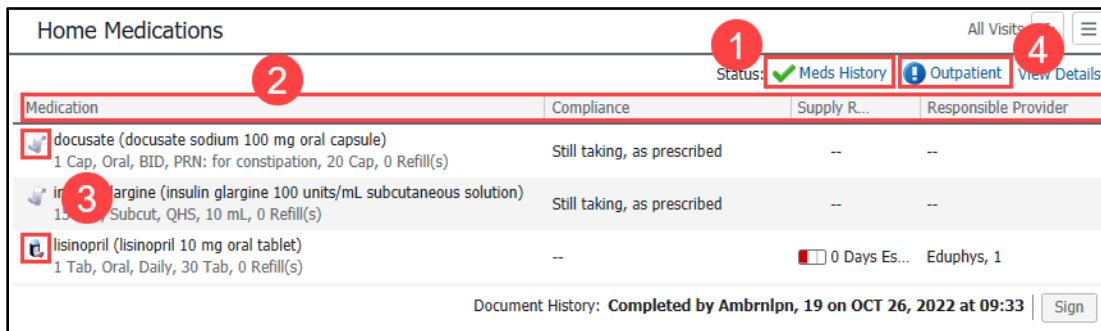 Home Medications
All Visits
1
4
Status: Meds History Outpatient View Details
2
Medication Compliance Supply R... Responsible Provider
docusate (docusate sodium 100 mg oral capsule)
1 Cap, Oral, BID, PRN: for constipation, 20 Cap, 0 Refill(s)
Still taking, as prescribed -- --
(insulin glargine 100 units/mL subcutaneous solution)
3
Subcut, QHS, 10 mL, 0 Refill(s)
Still taking, as prescribed -- --
lisinopril (lisinopril 10 mg oral tablet)
1 Tab, Oral, Daily, 30 Tab, 0 Refill(s)
-- 0 Days Es... Eduphys, 1
Document History: Completed by Ambrnlpn, 19 on OCT 26, 2022 at 09:33 Sign